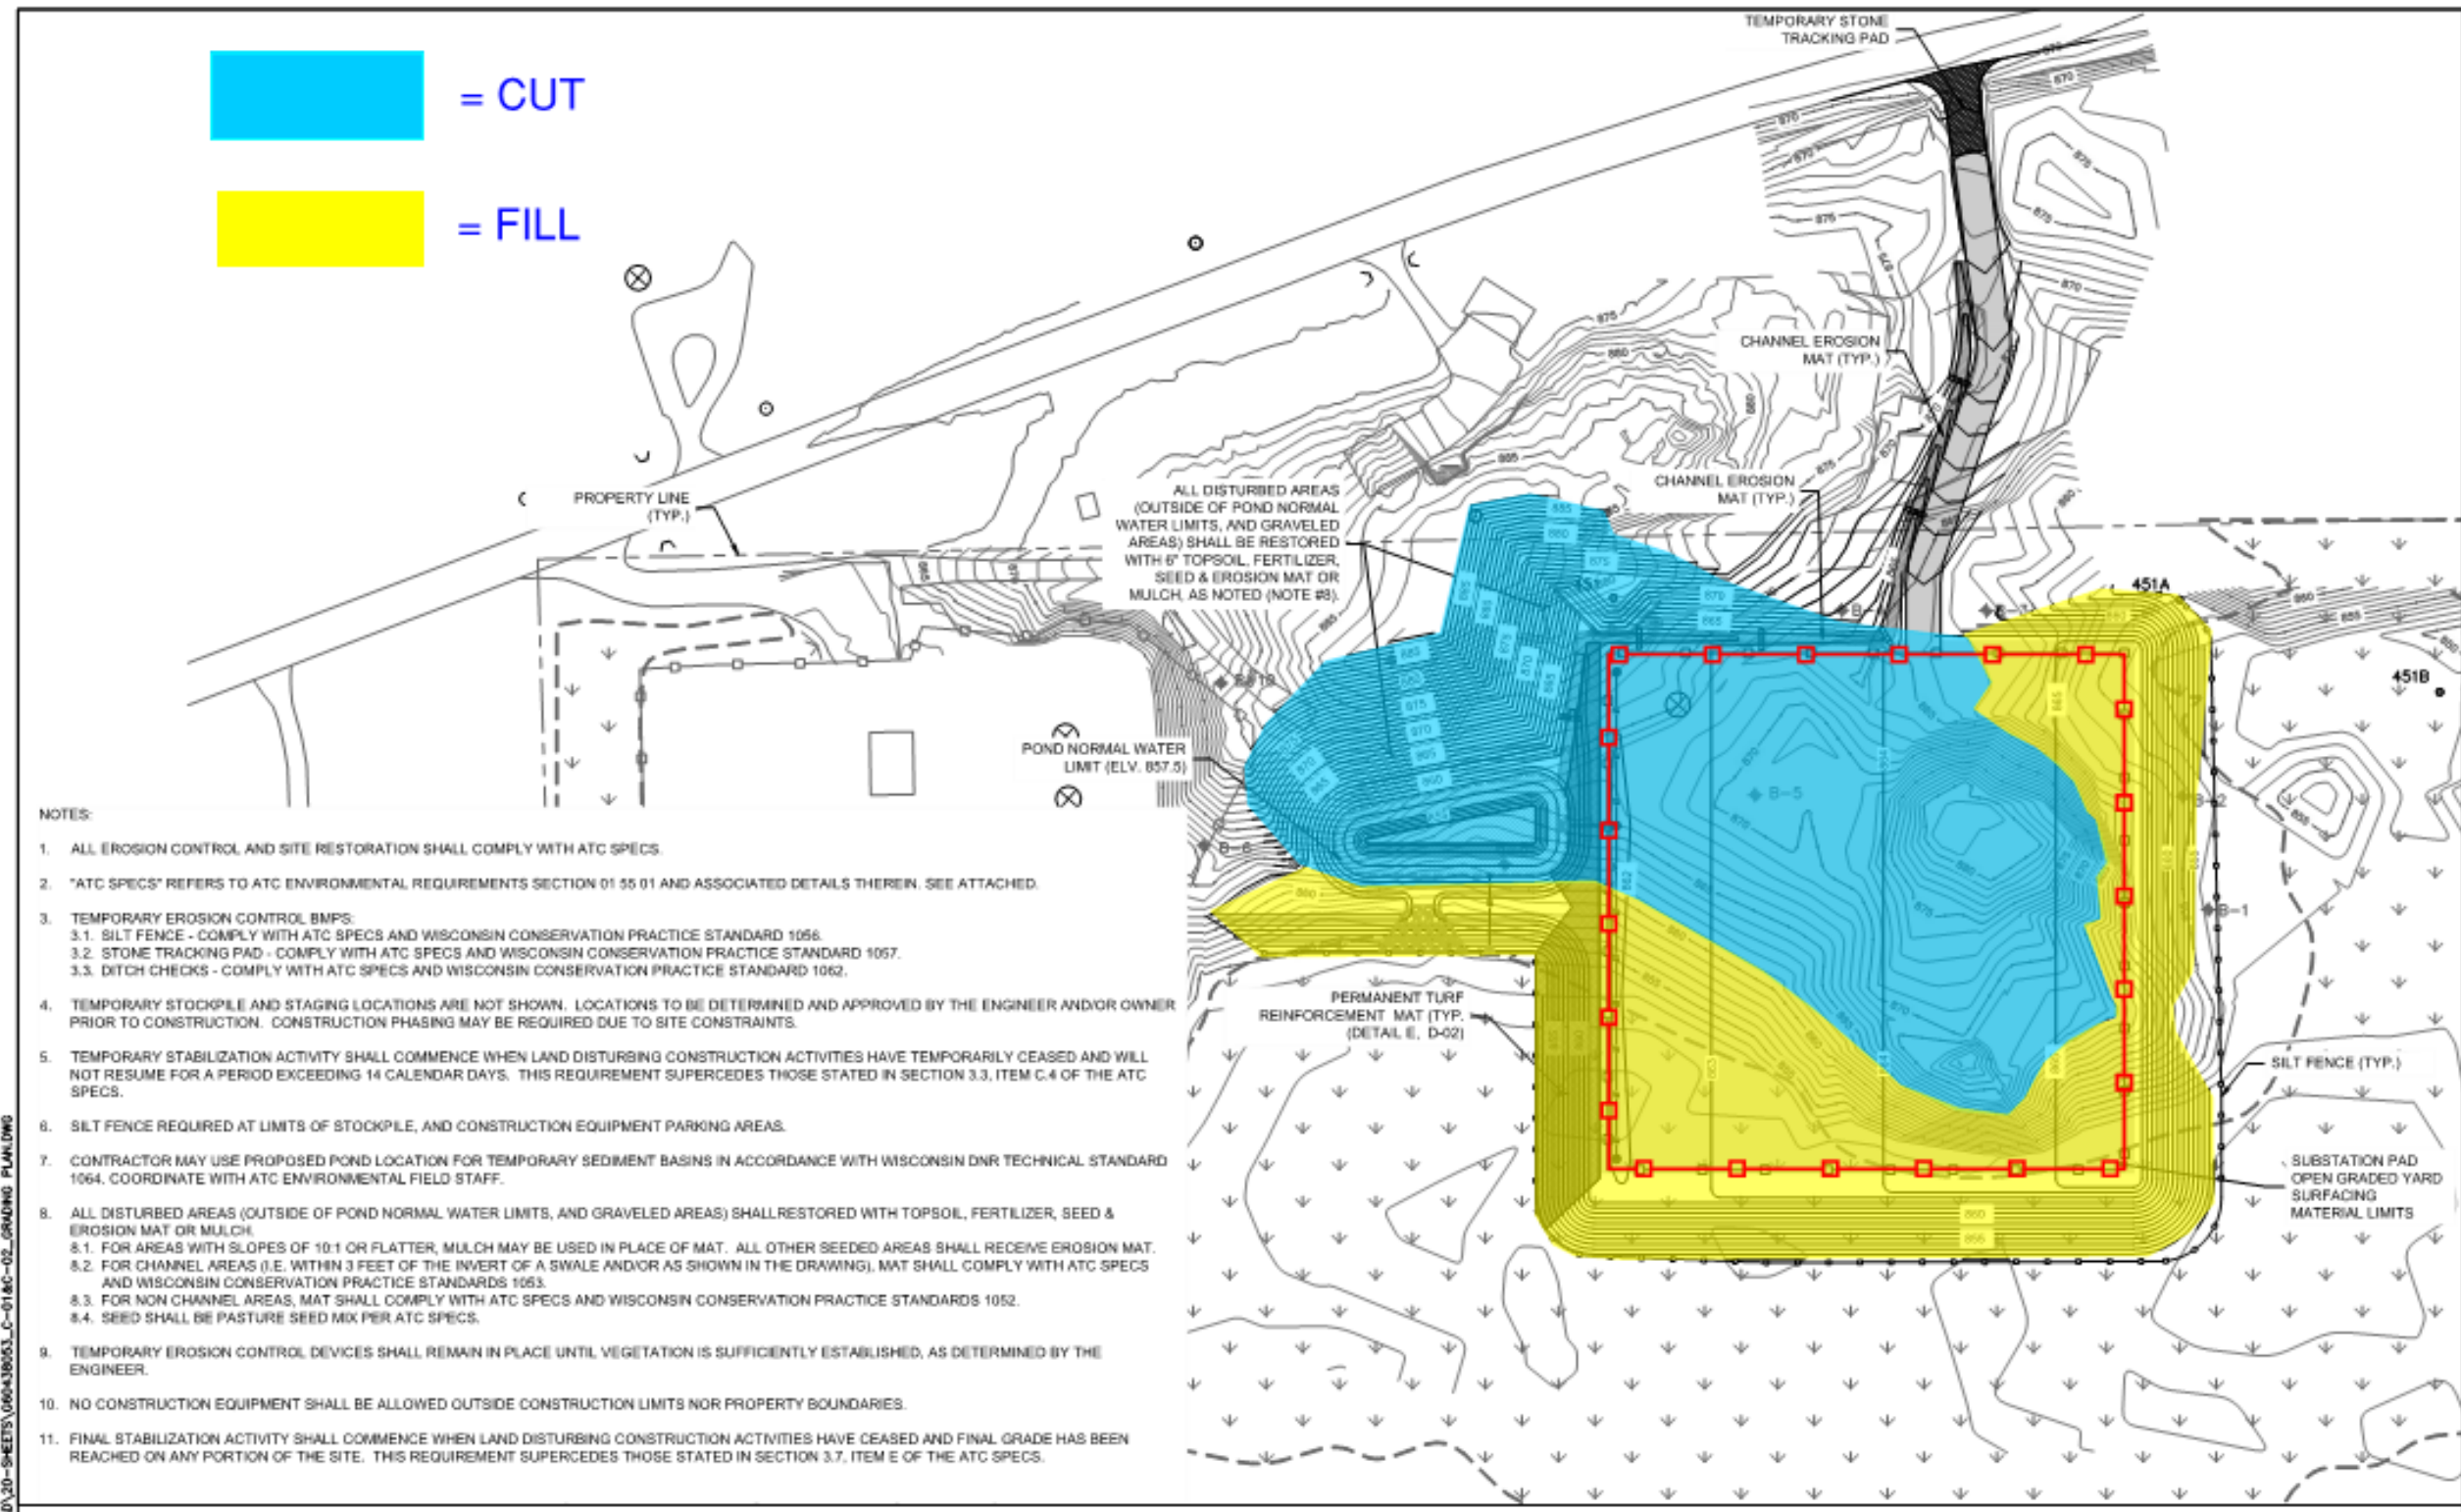 = CUT
= FILL
TEMPORARY STONE
TRACKING PAD
CHANNEL EROSION
MAT (TYP.)
CHANNEL EROSION
MAT (TYP.)
PROPERTY LINE
(TYP.)
ALL DISTURBED AREAS
(OUTSIDE OF POND NORMAL
WATER LIMITS, AND GRAVELED
AREAS) SHALL BE RESTORED
WITH 6" TOPSOIL, FERTILIZER,
SEED & EROSION MAT OR
MULCH, AS NOTED (NOTE #8).
451A
451B
POND NORMAL WATER
LIMIT (ELV. 857.5)
B-5
B-2
B-6
B-1
PERMANENT TURF
REINFORCEMENT MAT (TYP.
(DETAIL E, D-02)
SILT FENCE (TYP.)
SUBSTATION PAD
OPEN GRADED YARD
SURFACING
MATERIAL LIMITS
NOTES:
1. ALL EROSION CONTROL AND SITE RESTORATION SHALL COMPLY WITH ATC SPECS.
2. "ATC SPECS" REFERS TO ATC ENVIRONMENTAL REQUIREMENTS SECTION 01 55 01 AND ASSOCIATED DETAILS THEREIN. SEE ATTACHED.
3. TEMPORARY EROSION CONTROL BMPS:
3.1. SILT FENCE - COMPLY WITH ATC SPECS AND WISCONSIN CONSERVATION PRACTICE STANDARD 1056.
3.2. STONE TRACKING PAD - COMPLY WITH ATC SPECS AND WISCONSIN CONSERVATION PRACTICE STANDARD 1057.
3.3. DITCH CHECKS - COMPLY WITH ATC SPECS AND WISCONSIN CONSERVATION PRACTICE STANDARD 1062.
4. TEMPORARY STOCKPILE AND STAGING LOCATIONS ARE NOT SHOWN. LOCATIONS TO BE DETERMINED AND APPROVED BY THE ENGINEER AND/OR OWNER
PRIOR TO CONSTRUCTION. CONSTRUCTION PHASING MAY BE REQUIRED DUE TO SITE CONSTRAINTS.
5. TEMPORARY STABILIZATION ACTIVITY SHALL COMMENCE WHEN LAND DISTURBING CONSTRUCTION ACTIVITIES HAVE TEMPORARILY CEASED AND WILL
NOT RESUME FOR A PERIOD EXCEEDING 14 CALENDAR DAYS. THIS REQUIREMENT SUPERCEDES THOSE STATED IN SECTION 3.3, ITEM C.4 OF THE ATC
SPECS.
6. SILT FENCE REQUIRED AT LIMITS OF STOCKPILE, AND CONSTRUCTION EQUIPMENT PARKING AREAS.
7. CONTRACTOR MAY USE PROPOSED POND LOCATION FOR TEMPORARY SEDIMENT BASINS IN ACCORDANCE WITH WISCONSIN DNR TECHNICAL STANDARD
1064. COORDINATE WITH ATC ENVIRONMENTAL FIELD STAFF.
8. ALL DISTURBED AREAS (OUTSIDE OF POND NORMAL WATER LIMITS, AND GRAVELED AREAS) SHALL RESTORED WITH TOPSOIL, FERTILIZER, SEED &
EROSION MAT OR MULCH.
8.1. FOR AREAS WITH SLOPES OF 10:1 OR FLATTER, MULCH MAY BE USED IN PLACE OF MAT. ALL OTHER SEEDED AREAS SHALL RECEIVE EROSION MAT.
8.2. FOR CHANNEL AREAS (I.E. WITHIN 3 FEET OF THE INVERT OF A SWALE AND/OR AS SHOWN IN THE DRAWING), MAT SHALL COMPLY WITH ATC SPECS
AND WISCONSIN CONSERVATION PRACTICE STANDARDS 1053.
8.3. FOR NON CHANNEL AREAS, MAT SHALL COMPLY WITH ATC SPECS AND WISCONSIN CONSERVATION PRACTICE STANDARDS 1052.
8.4. SEED SHALL BE PASTURE SEED MIX PER ATC SPECS.
9. TEMPORARY EROSION CONTROL DEVICES SHALL REMAIN IN PLACE UNTIL VEGETATION IS SUFFICIENTLY ESTABLISHED, AS DETERMINED BY THE
ENGINEER.
10. NO CONSTRUCTION EQUIPMENT SHALL BE ALLOWED OUTSIDE CONSTRUCTION LIMITS NOR PROPERTY BOUNDARIES.
11. FINAL STABILIZATION ACTIVITY SHALL COMMENCE WHEN LAND DISTURBING CONSTRUCTION ACTIVITIES HAVE CEASED AND FINAL GRADE HAS BEEN
REACHED ON ANY PORTION OF THE SITE. THIS REQUIREMENT SUPERCEDES THOSE STATED IN SECTION 3.7, ITEM E OF THE ATC SPECS.